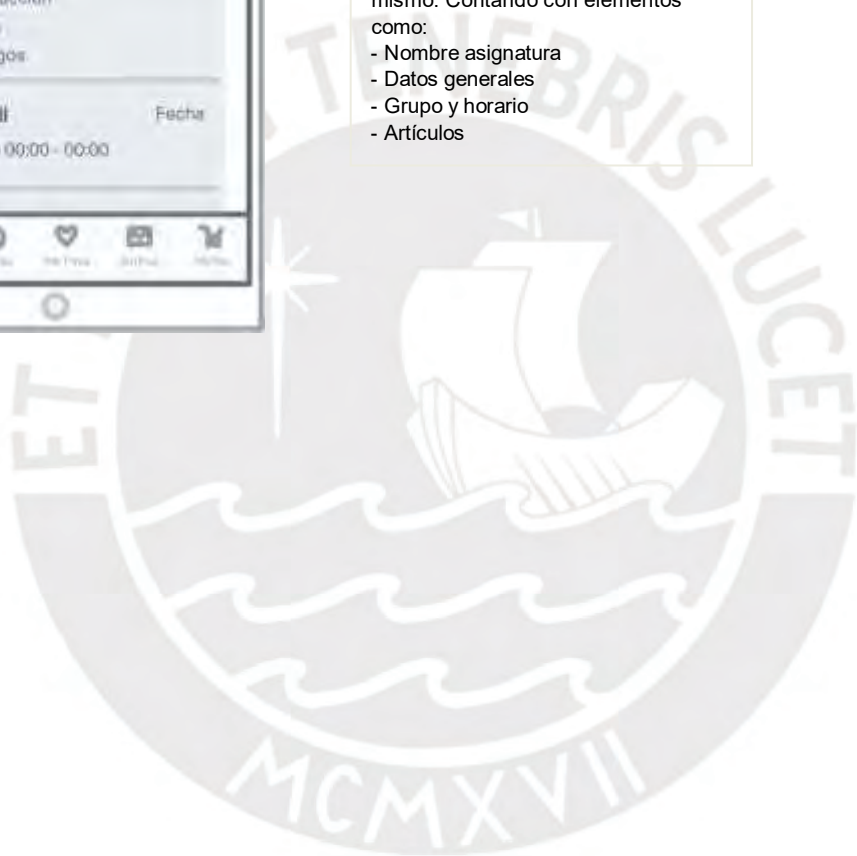 mismo. Contando con elementos
como:
- Nombre asignatura
- Datos generales
- Grupo y horario
- Artículos
Fecha
00:00 - 00:00
ET
TENEBRIS LUCET
MCMXVII